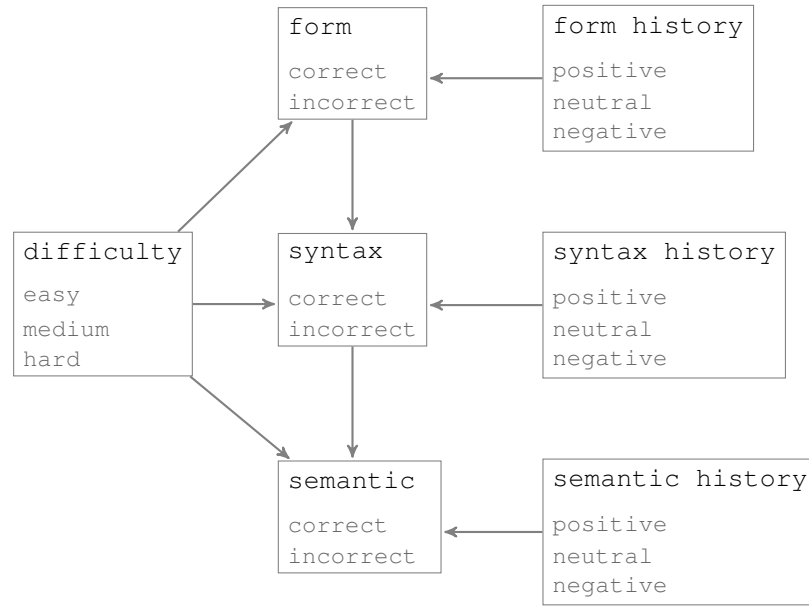 form
correct
incorrect
form history
positive
neutral
negative
difficulty
easy
medium
hard
syntax
correct
incorrect
syntax history
positive
neutral
negative
semantic
correct
incorrect
semantic history
positive
neutral
negative